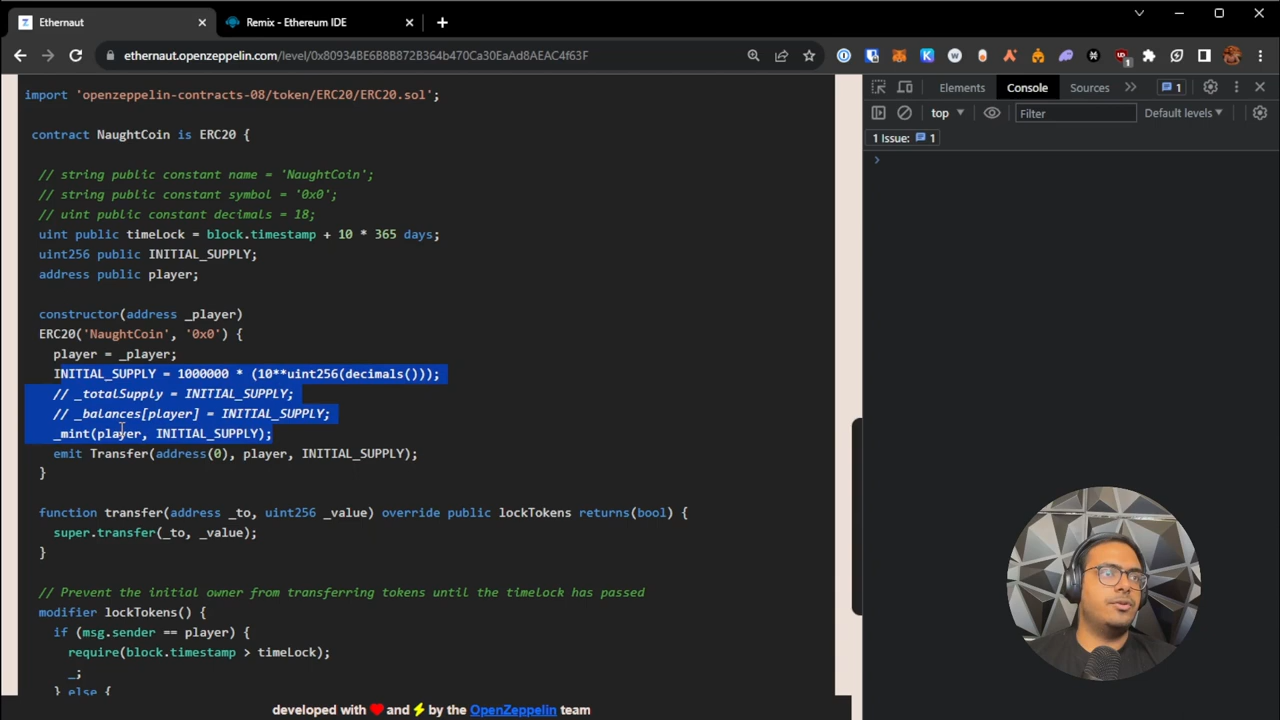 Ethernaut
Remix - Ethereum IDE
ethernaut.openzeppelin.com/level/0x80934BE6B8B872B364b470Ca30EaAd8AEAC4f63F
import 'openzeppelin-contracts-08/token/ERC20/ERC20.sol';
contract NaughtCoin is ERC20 {
// string public constant name = 'NaughtCoin';
// string public constant symbol = '0x0';
// uint public constant decimals = 18;
uint public timeLock = block.timestamp + 10 * 365 days;
uint256 public INITIAL_SUPPLY;
address public player;
constructor(address _player)
ERC20('NaughtCoin', '0x0') {
player = _player;
INITIAL_SUPPLY = 1000000 * (10**uint256(decimals()));
// _totalSupply = INITIAL_SUPPLY;
// _balances[player] = INITIAL_SUPPLY;
_mint(player, INITIAL_SUPPLY);
emit Transfer(address(0), player, INITIAL_SUPPLY);
}
function transfer(address _to, uint256 _value) override public lockTokens returns(bool) {
super.transfer(_to, _value);
}
// Prevent the initial owner from transferring tokens until the timelock has passed
modifier lockTokens() {
if (msg.sender == player) {
require(block.timestamp > timeLock);
_;
} else {
developed with ❤ and ⚡ by the OpenZeppelin team
Elements
Console
Sources
1
top
Filter
Default levels
1 Issue: 1